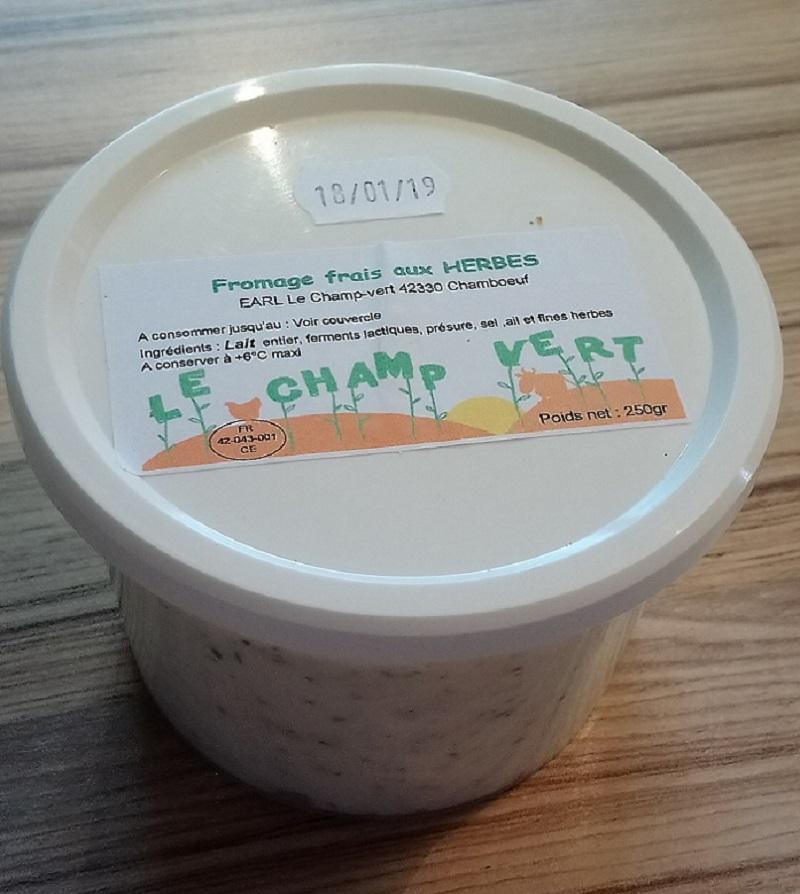 18/01/19
Fromage frais aux HERBES
EARL Le Champ-vert 42330 Chamboeuf
A consommer jusqu'au : Voir couvercle
Ingrédients : Lait entier, ferments lactiques, présure, sel ,ail et fines herbes
A conserver à +6°C maxi
LE CHAMP VERT
FR
42-043-001
CE
Poids net : 250gr